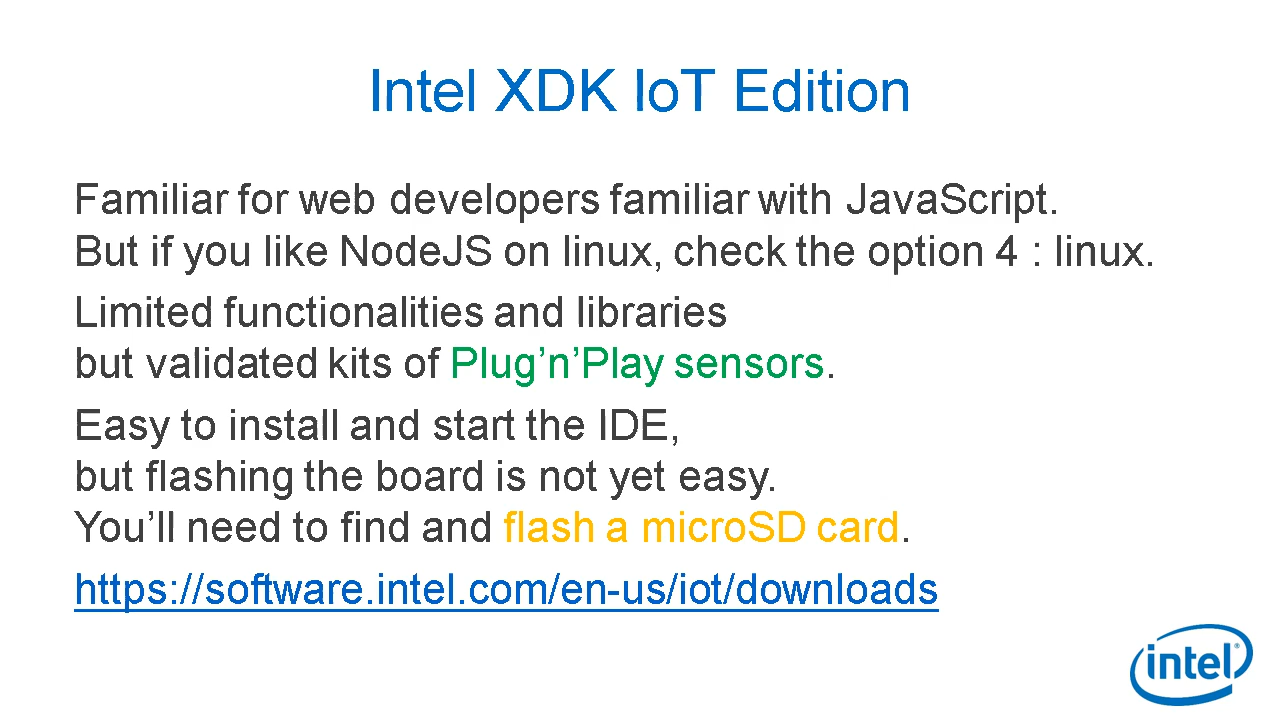 Intel XDK IoT Edition
Familiar for web developers familiar with JavaScript.
But if you like NodeJS on linux, check the option 4 : linux.
Limited functionalities and libraries
but validated kits of Plug’n’Play sensors.
Easy to install and start the IDE,
but flashing the board is not yet easy.
You’ll need to find and flash a microSD card.
https://software.intel.com/en-us/iot/downloads
intel®